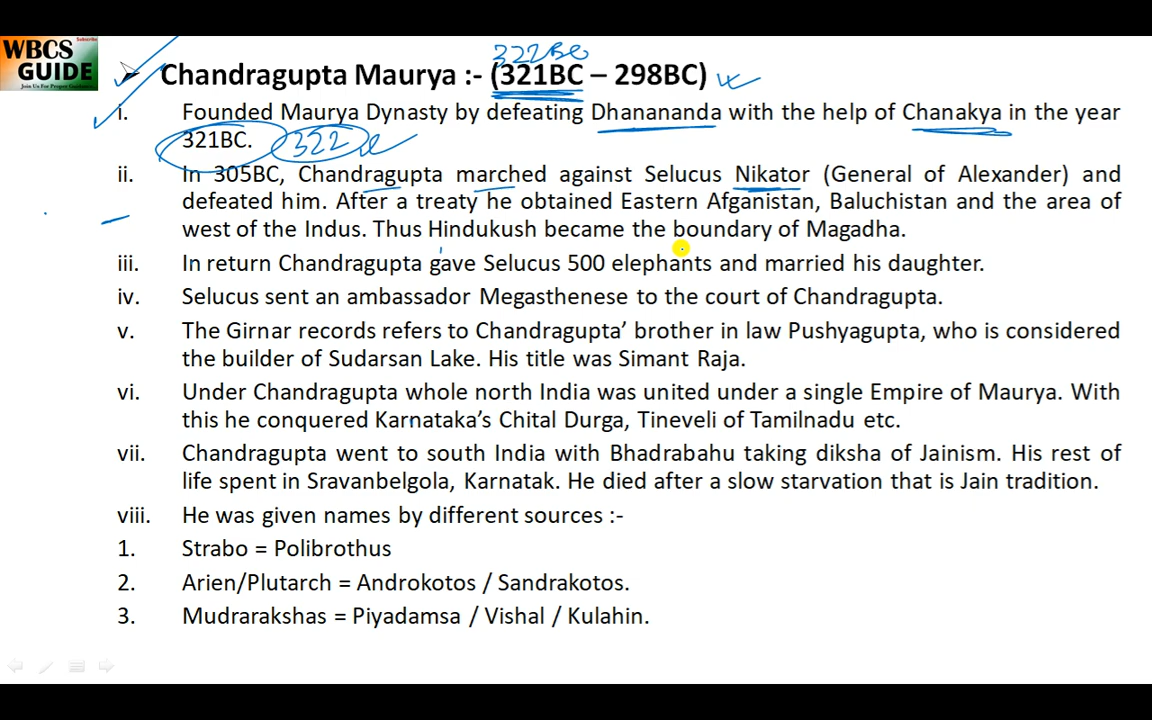 WBCS
Subscribe
GUIDE
Join Us For Proper Guidance
322 BC
Chandragupta Maurya :- (321BC – 298BC)
i. Founded Maurya Dynasty by defeating Dhanananda with the help of Chanakya in the year
321BC. 322
ii. In 305BC, Chandragupta marched against Selucus Nikator (General of Alexander) and
defeated him. After a treaty he obtained Eastern Afganistan, Baluchistan and the area of
west of the Indus. Thus Hindukush became the boundary of Magadha.
iii. In return Chandragupta gave Selucus 500 elephants and married his daughter.
iv. Selucus sent an ambassador Megasthenese to the court of Chandragupta.
v. The Girnar records refers to Chandragupta’ brother in law Pushyagupta, who is considered
the builder of Sudarsan Lake. His title was Simant Raja.
vi. Under Chandragupta whole north India was united under a single Empire of Maurya. With
this he conquered Karnataka’s Chital Durga, Tineveli of Tamilnadu etc.
vii. Chandragupta went to south India with Bhadrabahu taking diksha of Jainism. His rest of
life spent in Sravanbelgola, Karnatak. He died after a slow starvation that is Jain tradition.
viii. He was given names by different sources :-
1. Strabo = Polibrothus
2. Arien/Plutarch = Androkotos / Sandrakotos.
3. Mudrarakshas = Piyadamsa / Vishal / Kulahin.